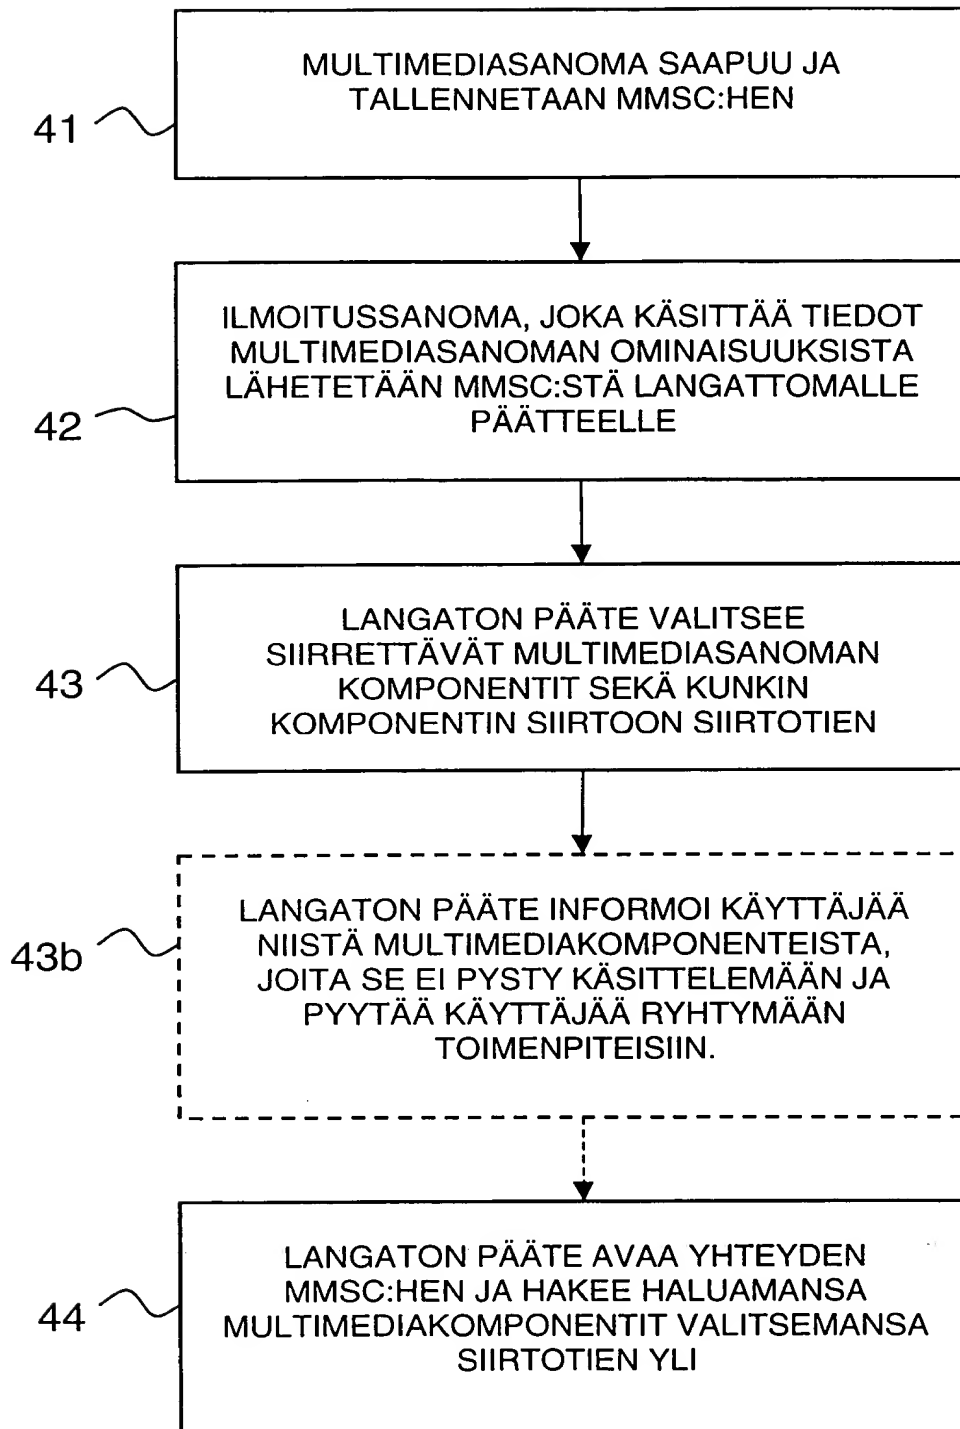 MULTIMEDIASANOMA SAAPUU JA
TALLENNETAAN MMSC:HEN
41
ILMOITUSSANOMA, JOKA KÄSITTÄÄ TIEDOT
MULTIMEDIASANOMAN OMINAISUUKSISTA
LÄHETETÄÄN MMSC:STÄ LANGATTOMALLE
PÄÄTTEELLE
42
LANGATON PÄÄTE VALITSEE
SIIRRETTÄVÄT MULTIMEDIASANOMAN
KOMPONENTIT SEKÄ KUNKIN
KOMPONENTIN SIIRTOON SIIRTOTIEN
43
LANGATON PÄÄTE INFORMOI KÄYTTÄJÄÄ
NIISTÄ MULTIMEDIAKOMPONENTEISTA,
JOITA SE EI PYSTY KÄSITTELEMÄÄN JA
PYYTÄÄ KÄYTTÄJÄÄ RYHTYMÄÄN
TOIMENPITEISIIN.
43b
LANGATON PÄÄTE AVAA YHTEYDEN
MMSC:HEN JA HAKEE HALUAMANSA
MULTIMEDIAKOMPONENTIT VALITSEMANSA
SIIRTOTIEN YLI
44